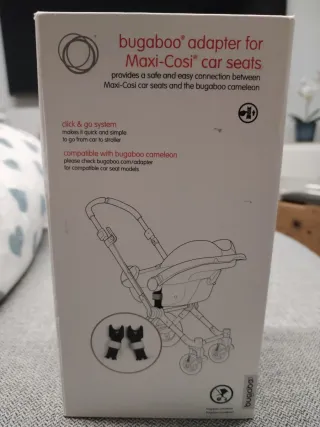 bugaboo® adapter for
Maxi-Cosi® car seats
provides a safe and easy connection between
Maxi-Cosi car seats and the bugaboo cameleon
click & go system
makes it quick and simple
to go from car to stroller
compatible with bugaboo cameleon
please check bugaboo.com/adapter
for compatible car seat models
bugaboo®